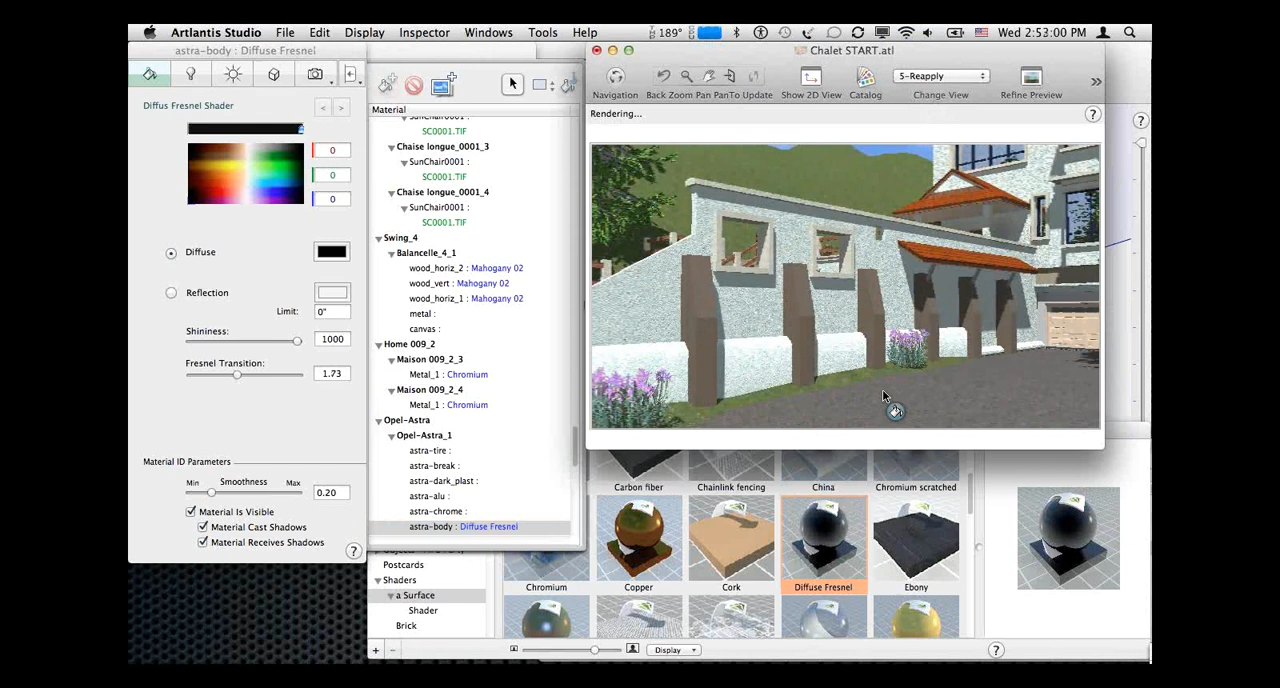 Artlantis Studio File Edit Display Inspector Windows Tools Help 189° Wed 2:53:00 PM
astra-body : Diffuse Fresnel
Diffus Fresnel Shader
< >
0
0
0
Diffuse
Reflection
Limit: 0°
Shininess: 1000
Fresnel Transition: 1.73
Material ID Parameters
Min Smoothness Max 0.20
Material Is Visible
Material Cast Shadows
Material Receives Shadows
?
Material
SunChair0001 :
SC0001.TIF
Chaise longue_0001_3
SunChair0001 :
SC0001.TIF
Chaise longue_0001_4
SunChair0001 :
SC0001.TIF
Swing_4
Balancelle_4_1
wood_horiz_2 : Mahogany 02
wood_vert : Mahogany 02
wood_horiz_1 : Mahogany 02
metal :
canvas :
Home 009_2
Maison 009_2_3
Metal_1 : Chromium
Maison 009_2_4
Metal_1 : Chromium
Opel-Astra
Opel-Astra_1
astra-tire :
astra-break :
astra-dark_plast :
astra-alu :
astra-chrome :
astra-body : Diffuse Fresnel
Chalet START.atl
5-Reapply
Navigation Back Zoom Pan PanTo Update Show 2D View Catalog Change View Refine Preview
»
Rendering...
?
?
Postcards
Shaders
a Surface
Shader
Brick
Carbon fiber Chainlink fencing China Chromium scratched
Chromium Copper Cork Diffuse Fresnel Ebony
+ −
Display
?